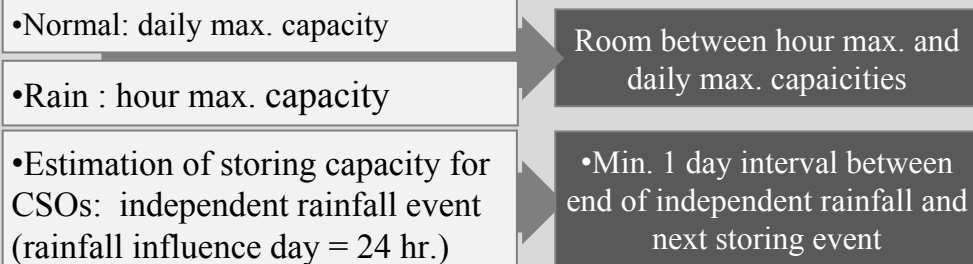 •Normal: daily max. capacity
•Rain : hour max. capacity
Room between hour max. and
daily max. capaicities
•Estimation of storing capacity for
CSOs: independent rainfall event
(rainfall influence day = 24 hr.)
•Min. 1 day interval between
end of independent rainfall and
next storing event